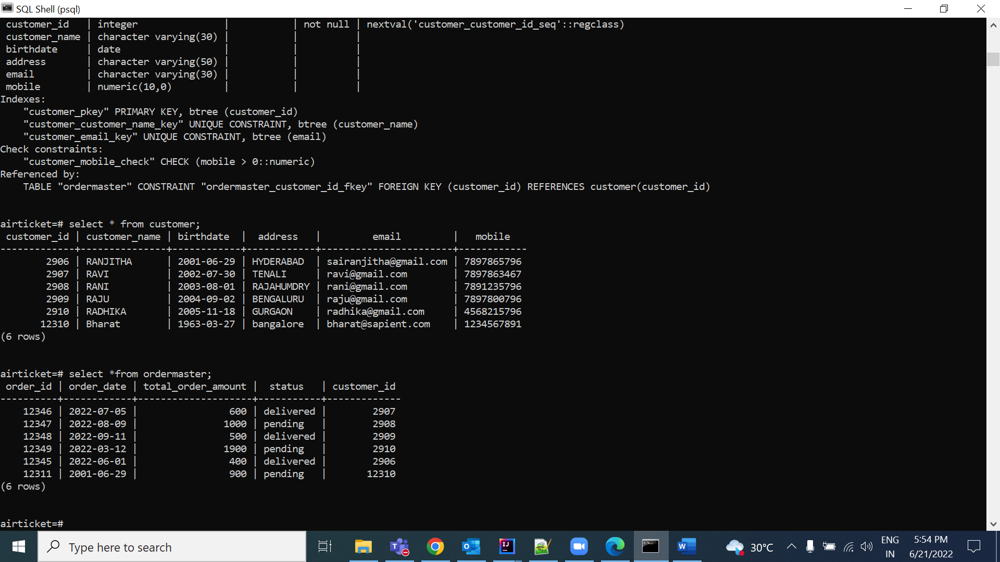 SQL Shell (psql)
 customer_id   | integer               |           | not null | nextval('customer_customer_id_seq'::regclass)
 customer_name | character varying(30) |           |          |
 birthdate     | date                  |           |          |
 address       | character varying(50) |           |          |
 email         | character varying(30) |           |          |
 mobile        | numeric(10,0)         |           |          |
Indexes:
    "customer_pkey" PRIMARY KEY, btree (customer_id)
    "customer_customer_name_key" UNIQUE CONSTRAINT, btree (customer_name)
    "customer_email_key" UNIQUE CONSTRAINT, btree (email)
Check constraints:
    "customer_mobile_check" CHECK (mobile > 0::numeric)
Referenced by:
    TABLE "ordermaster" CONSTRAINT "ordermaster_customer_id_fkey" FOREIGN KEY (customer_id) REFERENCES customer(customer_id)
airticket=# select * from customer;
 customer_id | customer_name | birthdate  |  address   |         email         |   mobile
-------------+---------------+------------+------------+-----------------------+------------
        2906 | RANJITHA      | 2001-06-29 | HYDERABAD  | sairanjitha@gmail.com | 7897865796
        2907 | RAVI          | 2002-07-30 | TENALI     | ravi@gmail.com        | 7897863467
        2908 | RANI          | 2003-08-01 | RAJAHUMDRY | rani@gmail.com        | 7891235796
        2909 | RAJU          | 2004-09-02 | BENGALURU  | raju@gmail.com        | 7897800796
        2910 | RADHIKA       | 2005-11-18 | GURGAON    | radhika@gmail.com     | 4568215796
       12310 | Bharat        | 1963-03-27 | bangalore  | bharat@sapient.com    | 1234567891
(6 rows)
airticket=# select *from ordermaster;
 order_id | order_date | total_order_amount |  status   | customer_id
----------+------------+--------------------+-----------+-------------
    12346 | 2022-07-05 |                600 | delivered |        2907
    12347 | 2022-08-09 |               1000 | pending   |        2908
    12348 | 2022-09-11 |                500 | delivered |        2909
    12349 | 2022-03-12 |               1900 | pending   |        2910
    12345 | 2022-06-01 |                400 | delivered |        2906
    12311 | 2001-06-29 |                900 | pending   |       12310
(6 rows)
airticket=#
Type here to search
30°C
ENG
IN
5:54 PM
6/21/2022